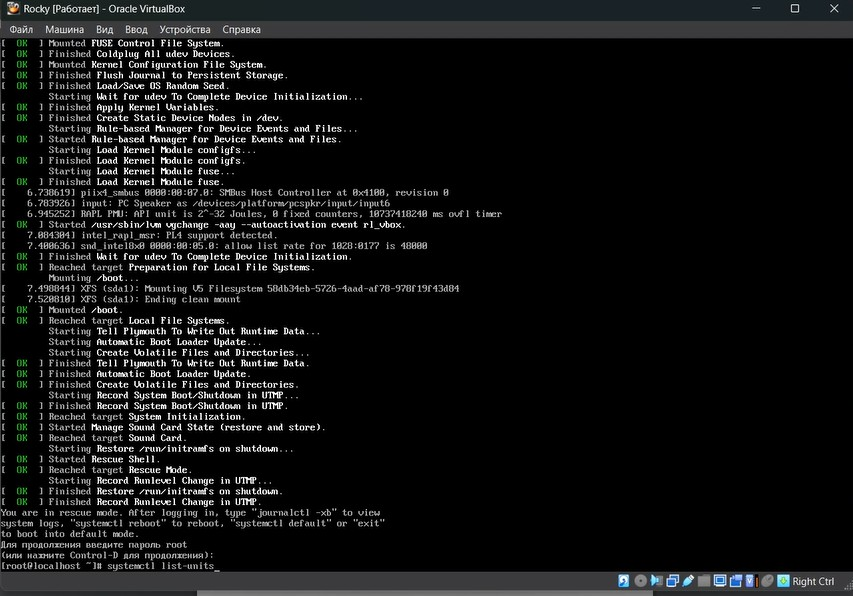 Rocky [Работает] - Oracle VirtualBox
Файл Машина Вид Ввод Устройства Справка
[  OK  ] Mounted FUSE Control File System.
[  OK  ] Finished Coldplug All udev Devices.
[  OK  ] Mounted Kernel Configuration File System.
[  OK  ] Finished Flush Journal to Persistent Storage.
[  OK  ] Finished Load/Save OS Random Seed.
Starting Wait for udev To Complete Device Initialization...
[  OK  ] Finished Apply Kernel Variables.
[  OK  ] Finished Create Static Device Nodes in /dev.
Starting Rule-based Manager for Device Events and Files...
[  OK  ] Started Rule-based Manager for Device Events and Files.
Starting Load Kernel Module configfs...
[  OK  ] Finished Load Kernel Module configfs.
Starting Load Kernel Module fuse...
[  OK  ] Finished Load Kernel Module fuse.
[    6.738619] piix4_smbus 0000:00:07.0: SMBus Host Controller at 0x4100, revision 0
[    6.783926] input: PC Speaker as /devices/platform/pcspkr/input/input6
[    6.945252] RAPL PMU: API unit is 2^-32 Joules, 0 fixed counters, 10737418240 ms ovfl timer
[  OK  ] Started /usr/sbin/lvm vgchange -aay --autoactivation event rl_vbox.
[    7.084304] intel_rapl_msr: PL4 support detected.
[    7.400636] snd_intel8x0 0000:00:05.0: allow list rate for 1028:0177 is 48000
[  OK  ] Finished Wait for udev To Complete Device Initialization.
[  OK  ] Reached target Preparation for Local File Systems.
Mounting /boot...
[    7.498844] XFS (sda1): Mounting V5 Filesystem 58db34eb-5726-4aad-af78-978f19f43d84
[    7.520810] XFS (sda1): Ending clean mount
[  OK  ] Mounted /boot.
[  OK  ] Reached target Local File Systems.
Starting Tell Plymouth To Write Out Runtime Data...
Starting Automatic Boot Loader Update...
Starting Create Volatile Files and Directories...
[  OK  ] Finished Tell Plymouth To Write Out Runtime Data.
[  OK  ] Finished Automatic Boot Loader Update.
[  OK  ] Finished Create Volatile Files and Directories.
Starting Record System Boot/Shutdown in UTMP...
[  OK  ] Finished Record System Boot/Shutdown in UTMP.
[  OK  ] Reached target System Initialization.
[  OK  ] Started Manage Sound Card State (restore and store).
[  OK  ] Reached target Sound Card.
Starting Restore /run/initramfs on shutdown...
[  OK  ] Started Rescue Shell.
[  OK  ] Reached target Rescue Mode.
Starting Record Runlevel Change in UTMP...
[  OK  ] Finished Restore /run/initramfs on shutdown.
[  OK  ] Finished Record Runlevel Change in UTMP.
You are in rescue mode. After logging in, type "journalctl -xb" to view
system logs, "systemctl reboot" to reboot, "systemctl default" or "exit"
to boot into default mode.
Для продолжения введите пароль root
(или нажмите Control-D для продолжения):
[root@localhost ~]# systemctl list-units_
Right Ctrl